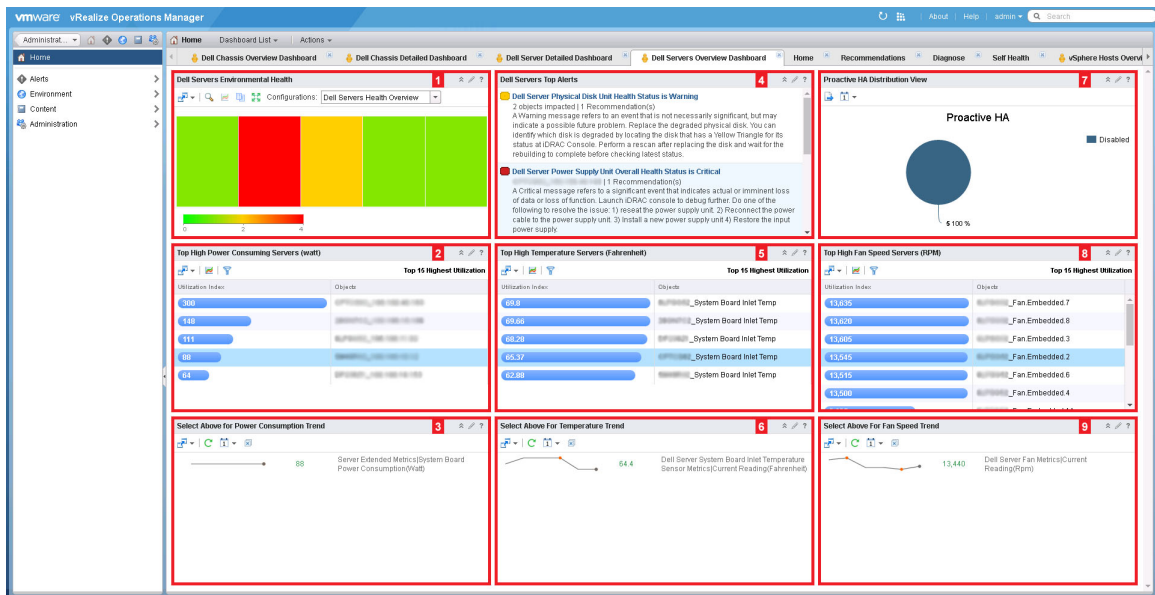 vmware vRealize Operations Manager
About Help admin Search
Administrat...
Home
Alerts
Environment
Content
Administration
Home Dashboard List Actions
Dell Chassis Overview Dashboard Dell Chassis Detailed Dashboard Dell Server Detailed Dashboard Dell Servers Overview Dashboard Home Recommendations Diagnose Self Health vSphere Hosts Overvi
Dell Servers Environmental Health 1 ?
Configurations: Dell Servers Health Overview
0 2 4
Dell Servers Top Alerts 4 ?
Dell Server Physical Disk Unit Health Status is Warning
2 objects impacted | 1 Recommendation(s)
A Warning message refers to an event that is not necessarily significant, but may
indicate a possible future problem. Replace the degraded physical disk. You can
identify which disk is degraded by locating the disk that has a Yellow Triangle for its
status at iDRAC Console. Perform a rescan after replacing the disk and wait for the
rebuilding to complete before checking latest status.
Dell Server Power Supply Unit Overall Health Status is Critical
| 1 Recommendation(s)
A Critical message refers to a significant event that indicates actual or imminent loss
of data or loss of function. Launch iDRAC console to debug further. Do one of the
following to resolve the issue: 1) reseat the power supply unit. 2) Reconnect the power
cable to the power supply unit. 3) Install a new power supply unit 4) Restore the input
power supply.
Proactive HA Distribution View 7 ?
Proactive HA
Disabled
5 100 %
Top High Power Consuming Servers (watt) 2 ?
Top 15 Highest Utilization
Utilization Index Objects
300
148
111
88
64
Top High Temperature Servers (Fahrenheit) 5 ?
Top 15 Highest Utilization
Utilization Index Objects
69.8 _System Board Inlet Temp
69.66 _System Board Inlet Temp
68.28 _System Board Inlet Temp
65.37 _System Board Inlet Temp
62.88 _System Board Inlet Temp
Top High Fan Speed Servers (RPM) 8 ?
Top 15 Highest Utilization
Utilization Index Objects
13,635 _Fan.Embedded.7
13,620 _Fan.Embedded.8
13,605 _Fan.Embedded.3
13,545 _Fan.Embedded.2
13,515 _Fan.Embedded.6
13,500 _Fan.Embedded.4
Select Above for Power Consumption Trend 3 ?
88
Server Extended Metrics|System Board
Power Consumption(Watt)
Select Above For Temperature Trend 6 ?
64.4
Dell Server System Board Inlet Temperature
Sensor Metrics|Current Reading(Fahrenheit)
Select Above For Fan Speed Trend 9 ?
13,440
Dell Server Fan Metrics|Current
Reading(Rpm)